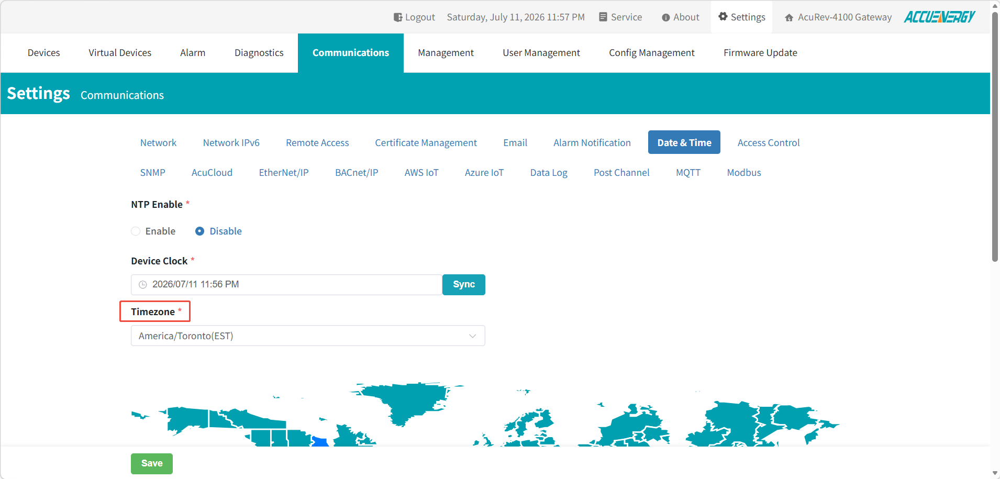 Logout Saturday, July 11, 2026 11:57 PM Service About Settings AcuRev-4100 Gateway ACCUENERGY
Devices Virtual Devices Alarm Diagnostics Communications Management User Management Config Management Firmware Update
Settings Communications
Network Network IPv6 Remote Access Certificate Management Email Alarm Notification Date & Time Access Control
SNMP AcuCloud EtherNet/IP BACnet/IP AWS IoT Azure IoT Data Log Post Channel MQTT Modbus
NTP Enable *
Enable Disable
Device Clock *
2026/07/11 11:56 PM Sync
Timezone *
America/Toronto(EST)
Save